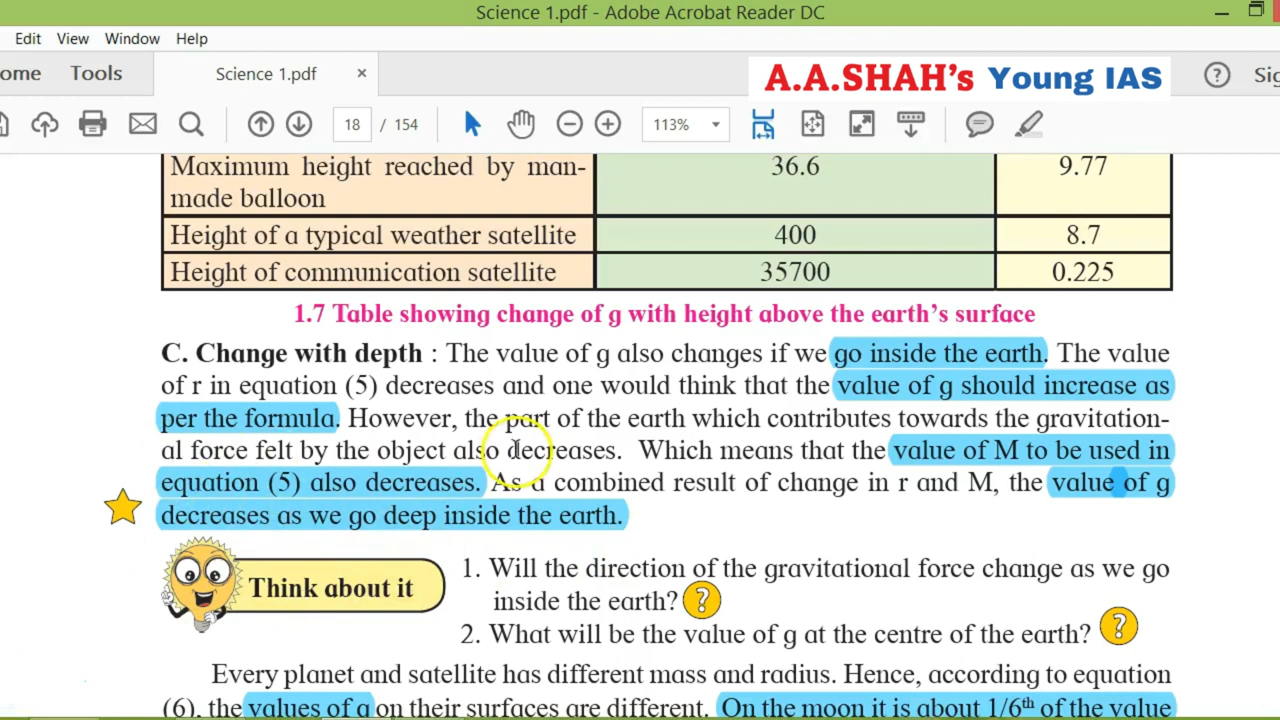 Science 1.pdf - Adobe Acrobat Reader DC
Edit View Window Help
ome Tools Science 1.pdf × A.A.SHAH's Young IAS ? Sig
18 / 154 113%
Maximum height reached by man-made balloon 36.6 9.77
Height of a typical weather satellite 400 8.7
Height of communication satellite 35700 0.225
1.7 Table showing change of g with height above the earth's surface
C. Change with depth : The value of g also changes if we go inside the earth. The value
of r in equation (5) decreases and one would think that the value of g should increase as
per the formula. However, the part of the earth which contributes towards the gravitation-
al force felt by the object also decreases. Which means that the value of M to be used in
equation (5) also decreases. As a combined result of change in r and M, the value of g
decreases as we go deep inside the earth.
Think about it
1. Will the direction of the gravitational force change as we go
inside the earth? ?
2. What will be the value of g at the centre of the earth? ?
Every planet and satellite has different mass and radius. Hence, according to equation
(6), the values of g on their surfaces are different. On the moon it is about 1/6th of the value